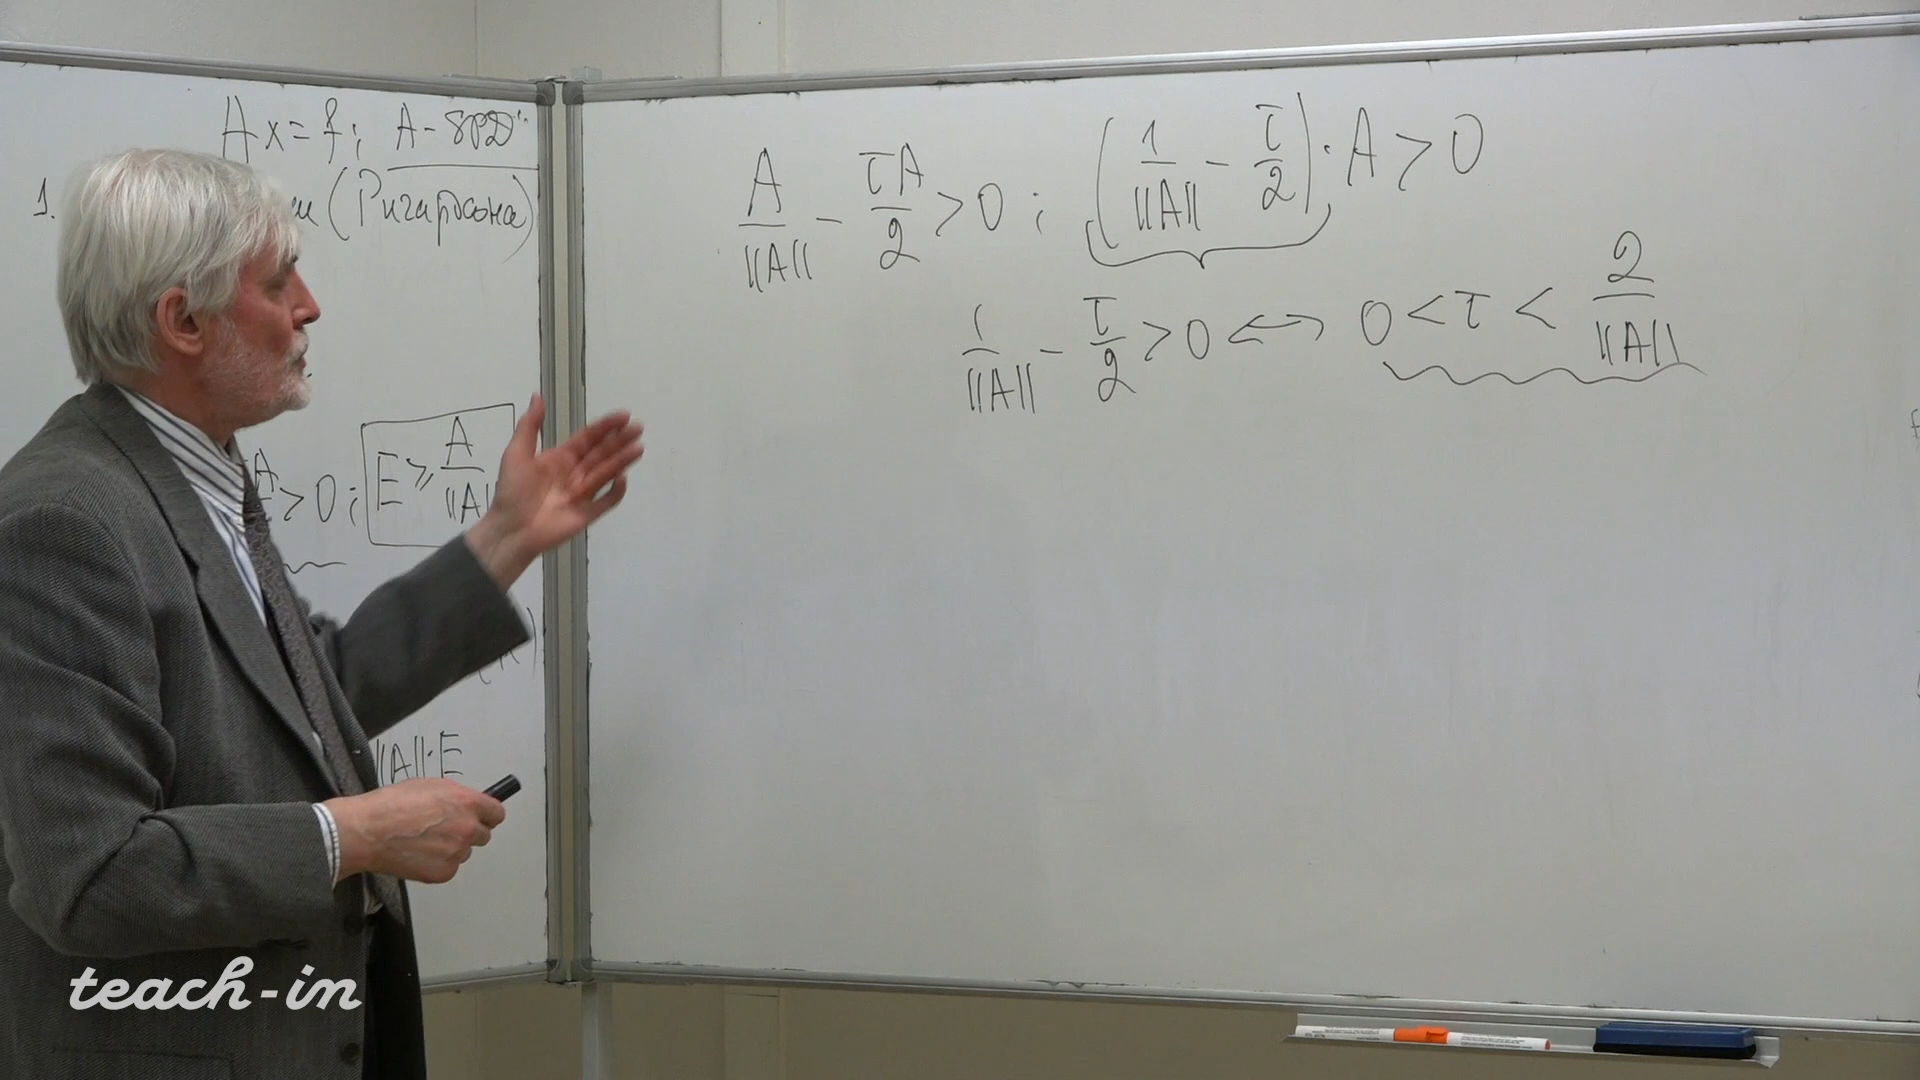 Ax = f; A - SPD
1. (Ричардсона)
A > 0; E ⩾ A/||A||
||A||·E
A/||A|| - τA/2 > 0; (1/||A|| - τ/2)·A > 0
1/||A|| - τ/2 > 0 <-> 0 < τ < 2/||A||
teach-in